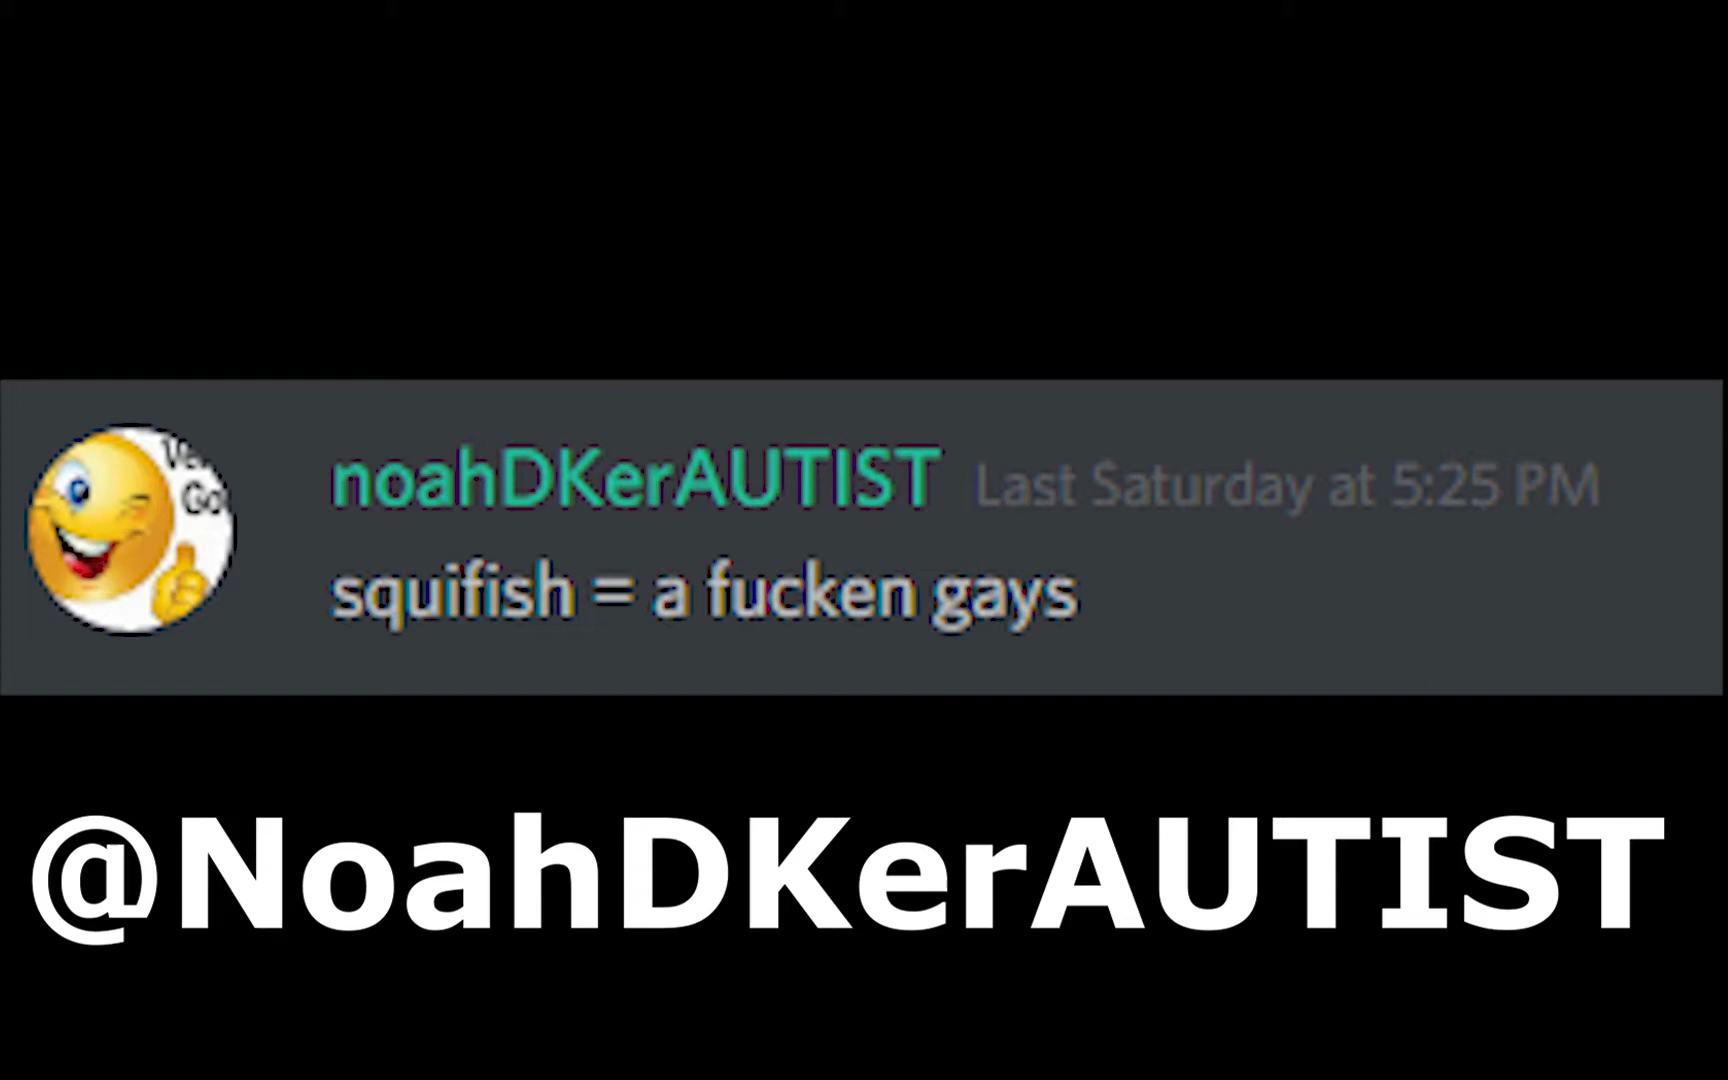 noahDKerAUTIST Last Saturday at 5:25 PM
squifish = a fucken gays
@NoahDKerAUTIST